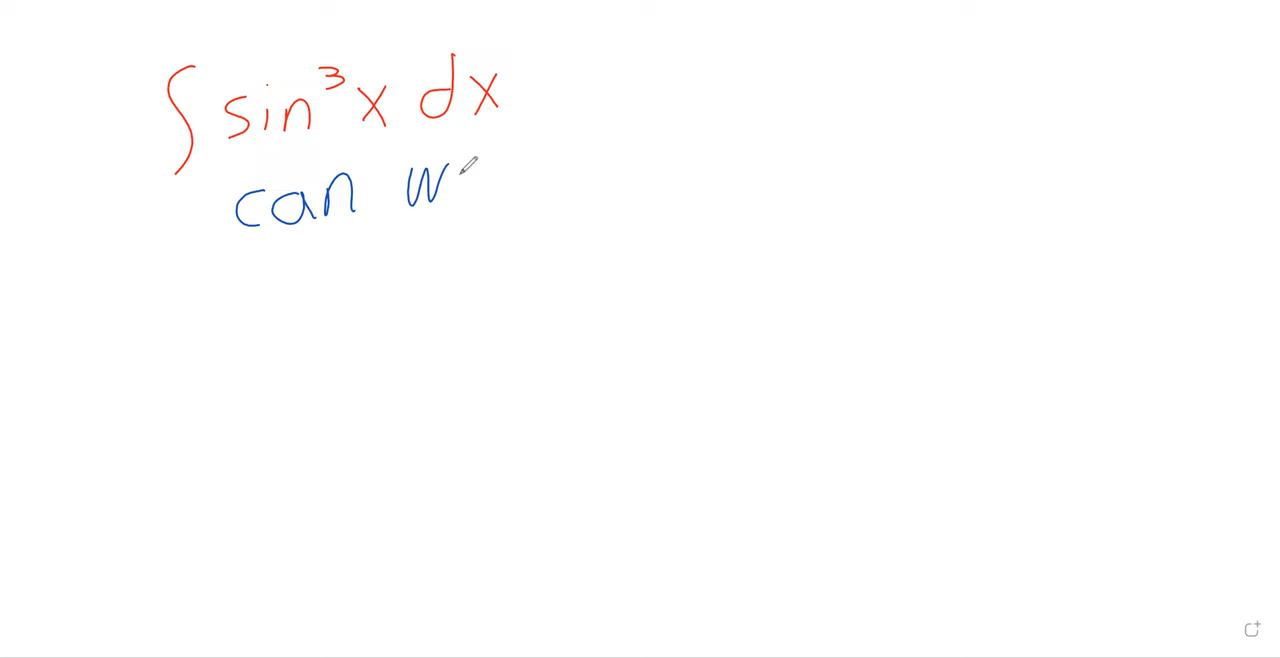 ∫ sin³x dx
can w